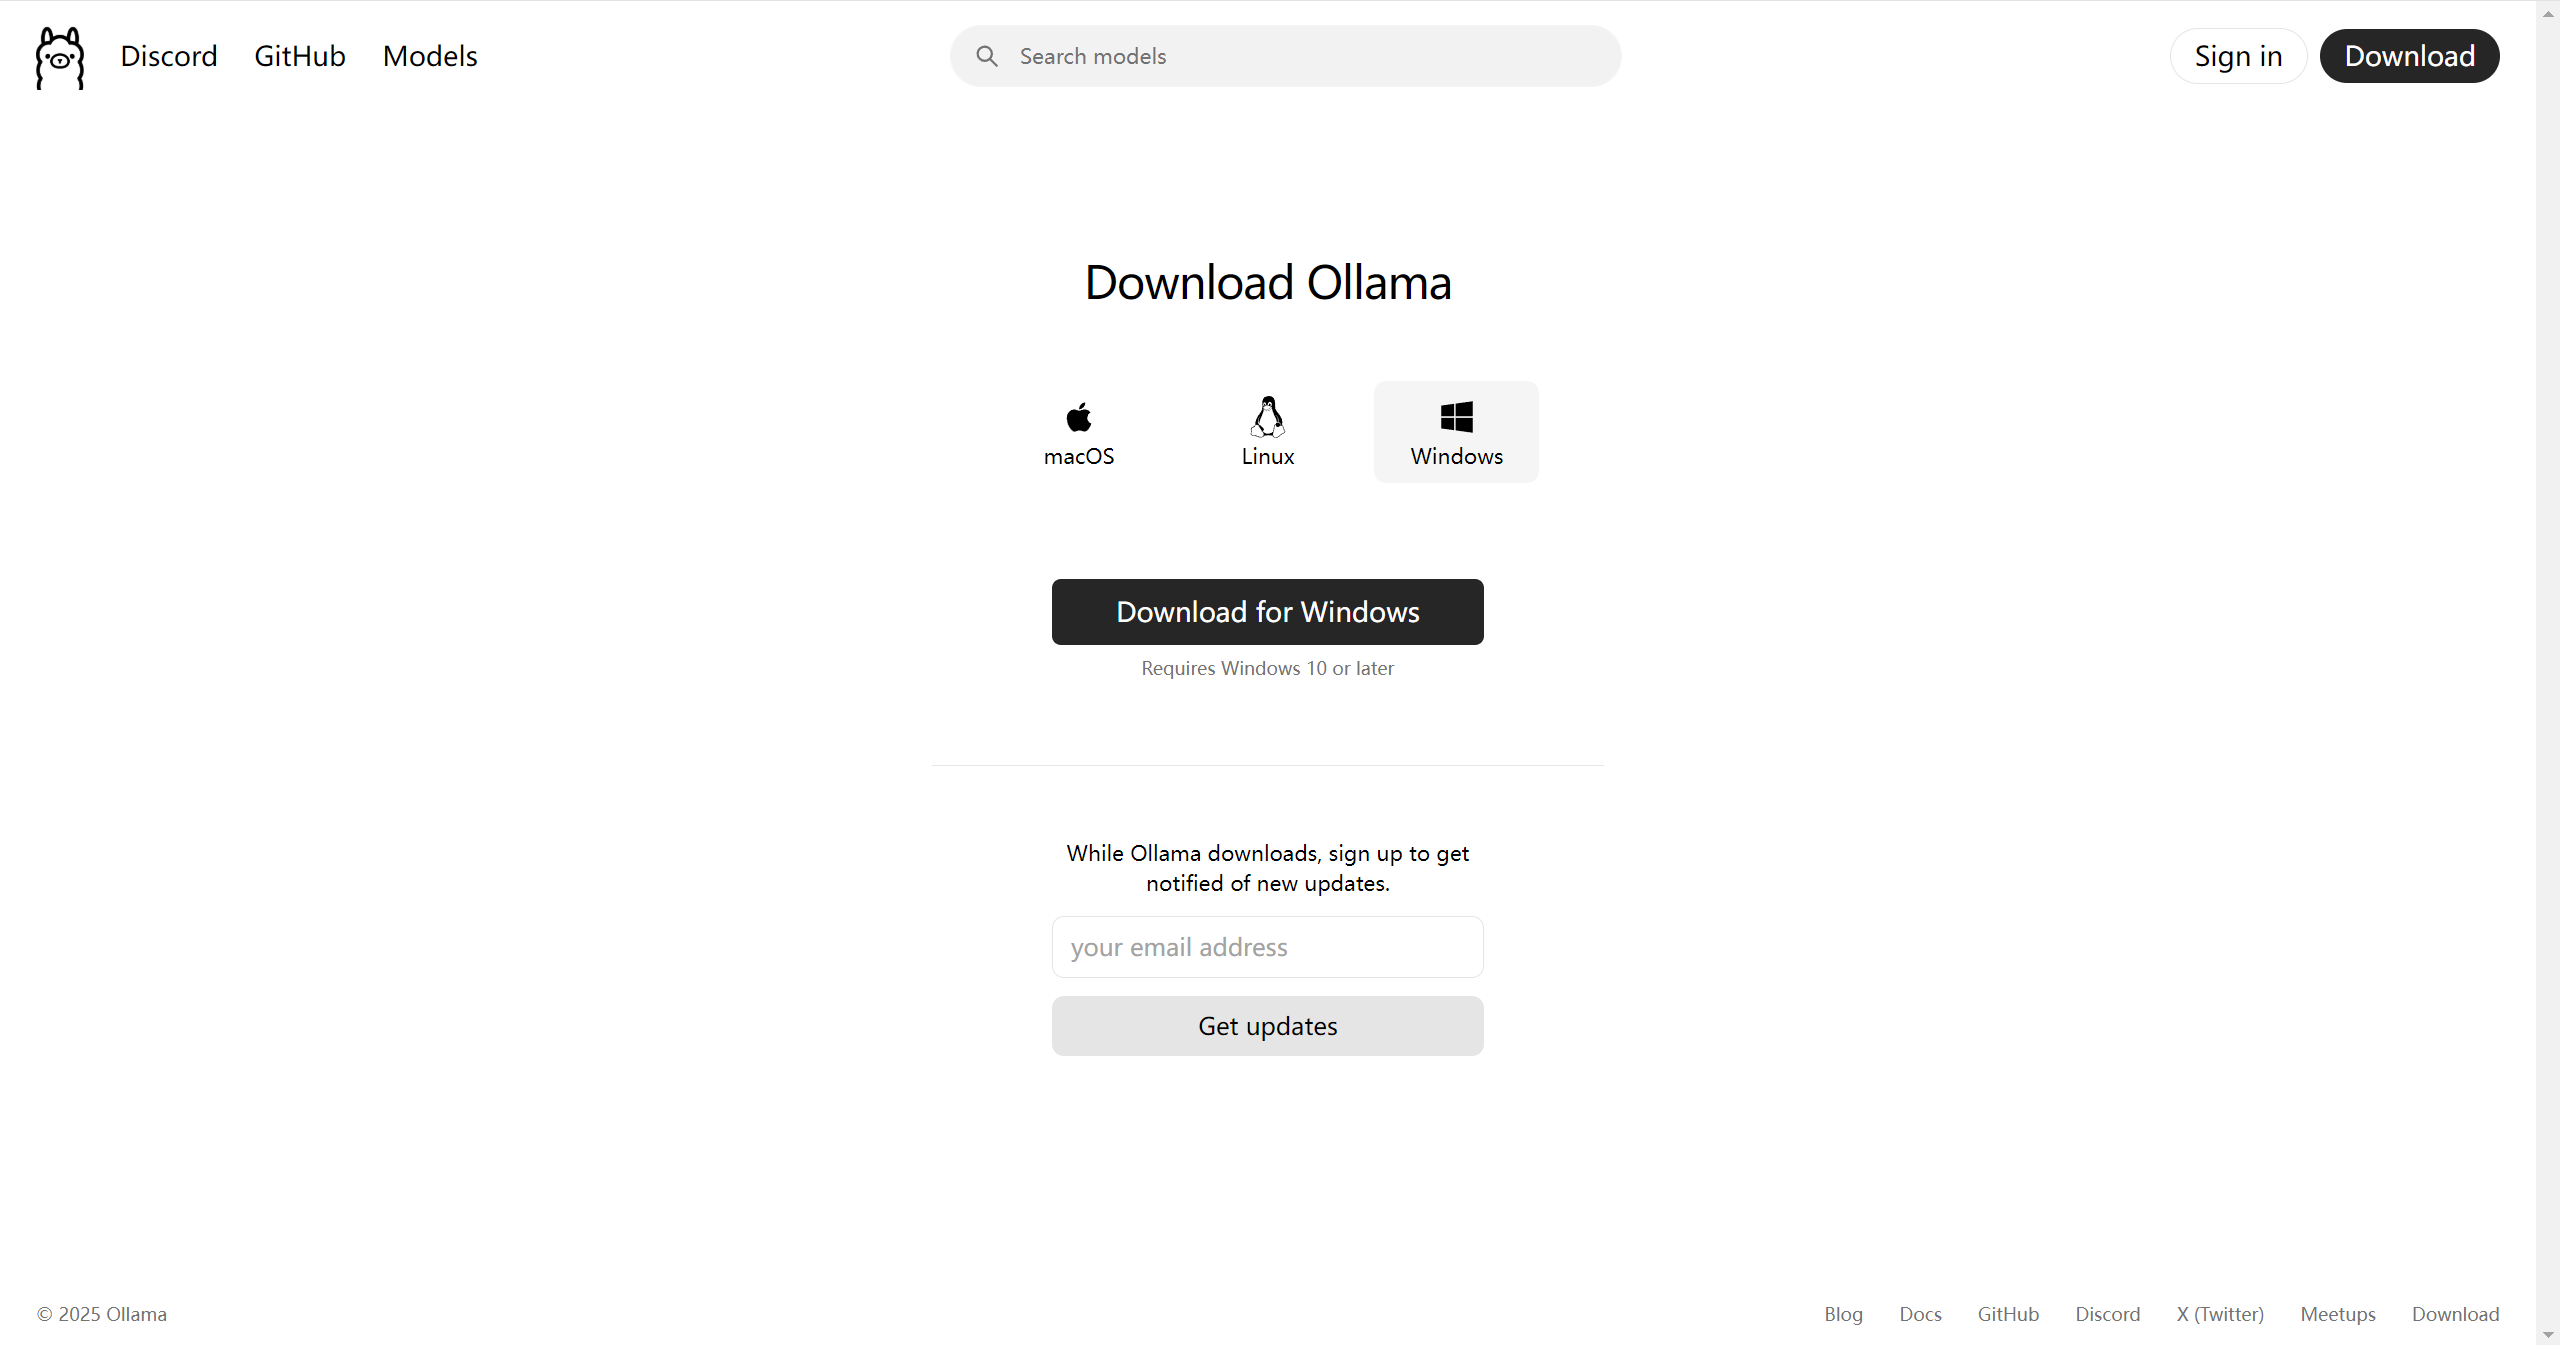 Discord GitHub Models Search models Sign in Download
Download Ollama
macOS Linux Windows
Download for Windows
Requires Windows 10 or later
While Ollama downloads, sign up to get
notified of new updates.
your email address
Get updates
© 2025 Ollama Blog Docs GitHub Discord X (Twitter) Meetups Download